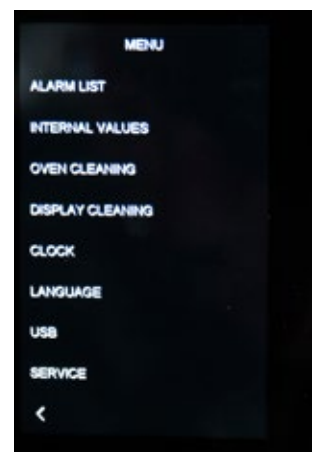 MENU
ALARM LIST
INTERNAL VALUES
OVEN CLEANING
DISPLAY CLEANING
CLOCK
LANGUAGE
USB
SERVICE
<